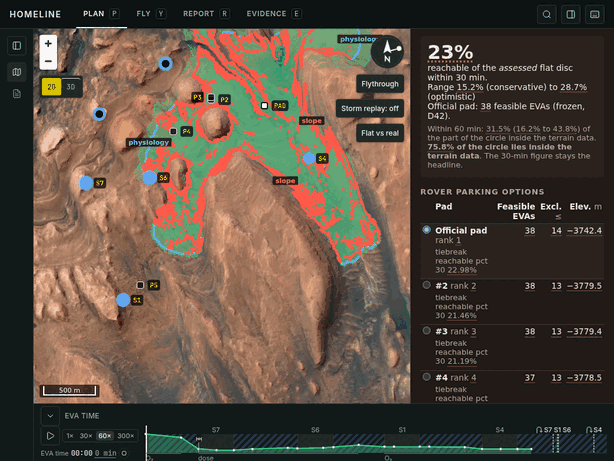 HOMELINE
PLAN P
FLY Y
REPORT R
EVIDENCE E
+
−
2D 3D
N
physiology
Flythrough
Storm replay: off
Flat vs real
P3
P2
PAD
slope
P4
physiology
S4
S6
S7
slope
P5
S1
500 m
23%
reachable of the assessed flat disc
within 30 min.
Range 15.2% (conservative) to 28.7%
(optimistic)
Official pad: 38 feasible EVAs (frozen,
D42).
Within 60 min: 31.5% (16.2% to 43.8%) of
the part of the circle inside the terrain data.
75.8% of the circle lies inside the
terrain data. The 30-min figure stays the
headline.
ROVER PARKING OPTIONS
Pad Feasible EVAs Excl. ≤ Elev. m
Official pad 38 14 −3742.4
rank 1
tiebreak
reachable pct
30 22.98%
#2 rank 2 38 13 −3779.4
tiebreak
reachable pct
30 21.46%
#3 rank 3 38 13 −3779.5
tiebreak
reachable pct
30 21.19%
#4 rank 4 37 13 −3778.5
tiebreak
reachable pct
EVA TIME
1× 30× 60× 300×
EVA time 00:00 0 min
S7 S6 S1 S4 S7 S1 S6 S4
O₂ dose O₂